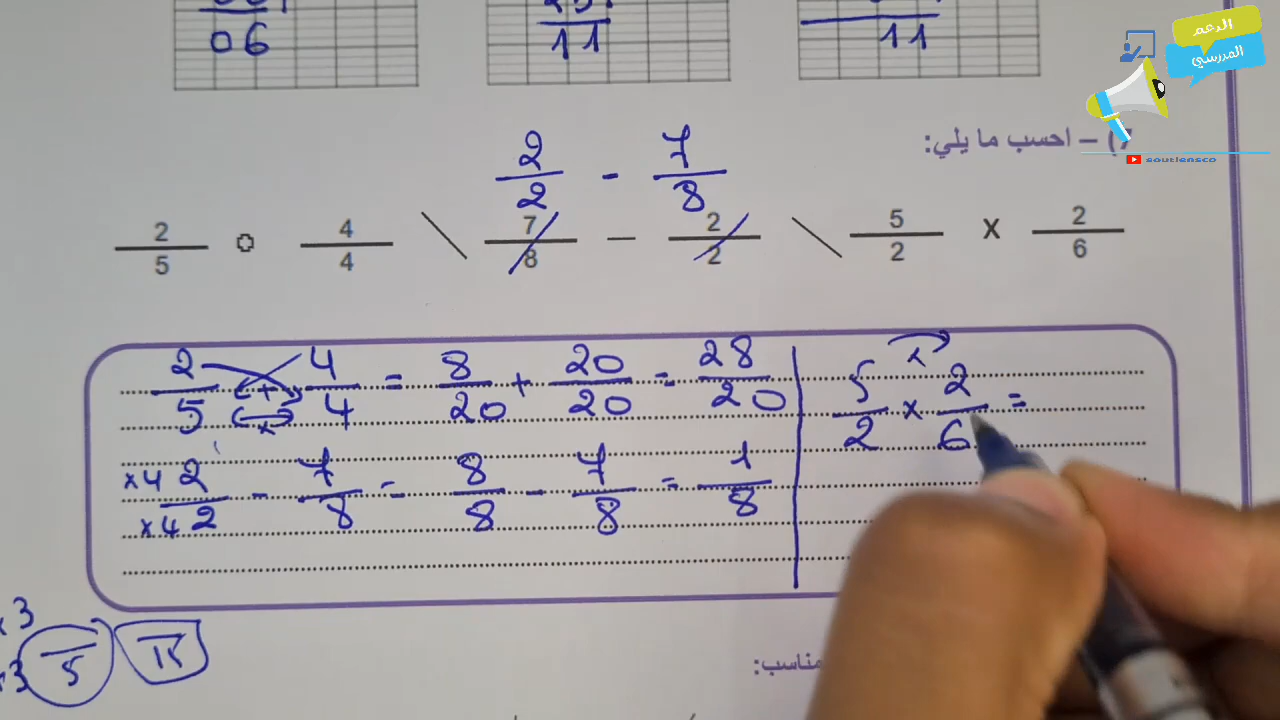 الدعم
المدرسي
soutiensco
06
11
11
7) – احسب ما يلي:
2/2 - 7/8
2/5 o 4/4 \ 7/8 – 2/2 \ 5/2 x 2/6
2/5 + 4/4 = 8/20 + 20/20 = 28/20
x
5/2 x 2/6 =
x
x4 2/2 x4 - 7/8 = 8/8 - 7/8 = 1/8
x3
x3
5
15
مناسب: